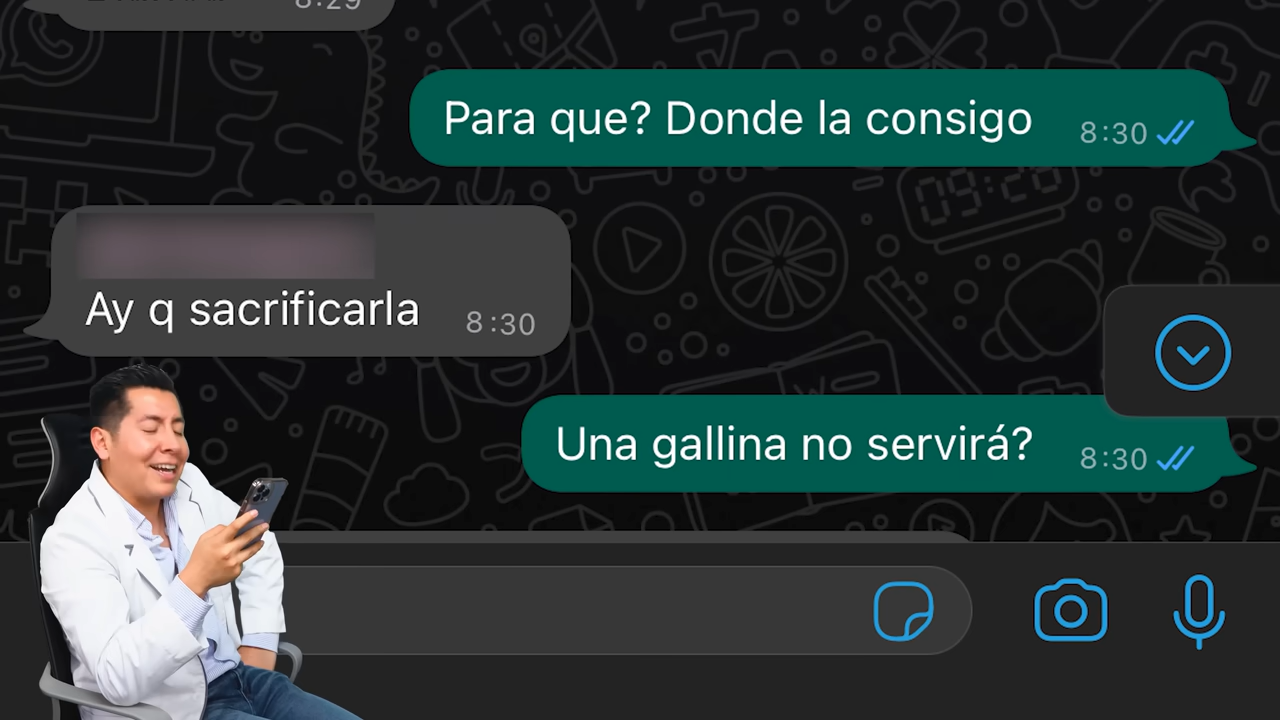 8:29
Para que? Donde la consigo
8:30
Ay q sacrificarla
8:30
Una gallina no servirá?
8:30